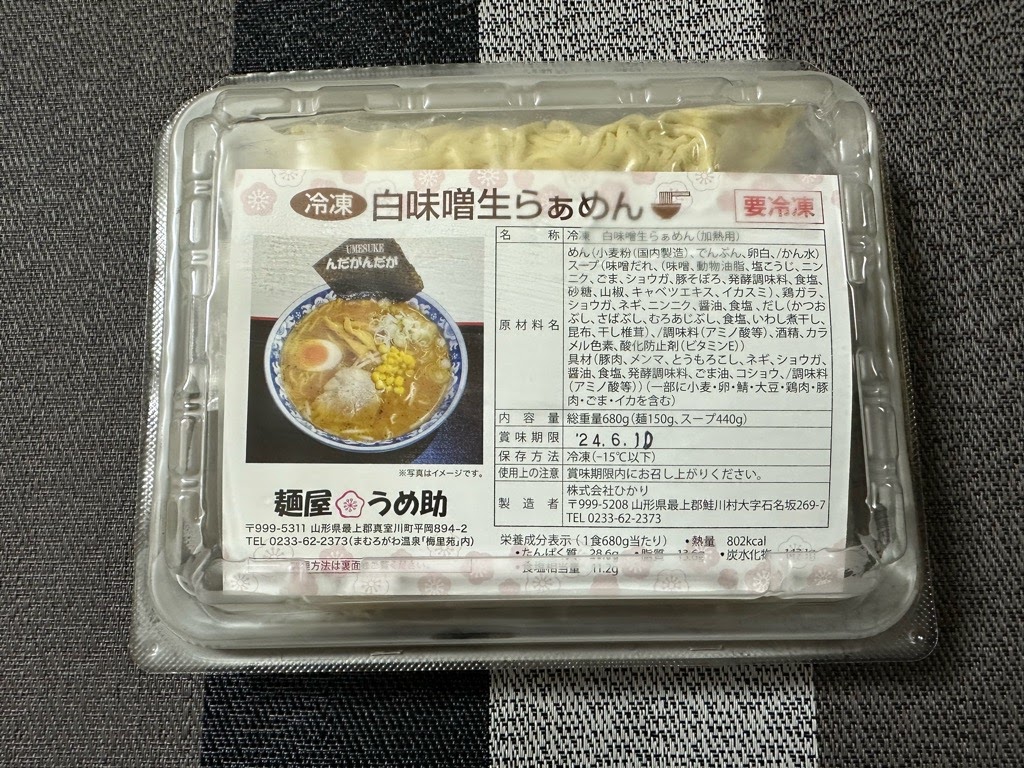 冷凍 白味噌生らぁめん
要冷凍
UMESUKE
んだがんだが
※写真はイメージです。
麺屋うめ助
〒999-5311 山形県最上郡真室川町平岡894-2
TEL 0233-62-2373(まむろがわ温泉「梅里苑」内)
方法は裏面
名称 冷凍 白味噌生らぁめん(加熱用)
原材料名
めん(小麦粉(国内製造)、でんぷん、卵白、/かん水)
スープ(味噌だれ、(味噌、動物油脂、塩こうじ、ニン
ニク、ごま、ショウガ、豚そぼろ、発酵調味料、食塩、
砂糖、山椒、キャベツエキス、イカスミ)、鶏ガラ、
ショウガ、ネギ、ニンニク、醤油、食塩、だし(かつお
ぶし、さばぶし、むろあじぶし、食塩、いわし煮干し、
昆布、干し椎茸)、/調味料(アミノ酸等)、酒精、カラ
メル色素、酸化防止剤(ビタミンE))
具材(豚肉、メンマ、とうもろこし、ネギ、ショウガ、
醤油、食塩、発酵調味料、ごま油、コショウ、/調味料
(アミノ酸等))(一部に小麦・卵・鯖・大豆・鶏肉・豚
肉・ごま・イカを含む)
内容量 総重量680g(麺150g、スープ440g)
賞味期限 '24.6.10
保存方法 冷凍(−15℃以下)
使用上の注意 賞味期限内にお召し上がりください。
製造者
株式会社ひかり
〒999-5208 山形県最上郡鮭川村大字石名坂269-7
TEL 0233-62-2373
栄養成分表示(1食680g当たり) ・熱量 802kcal
・たんぱく質 28.6g ・脂質 ・炭水化物
・食塩相当量 11.2g